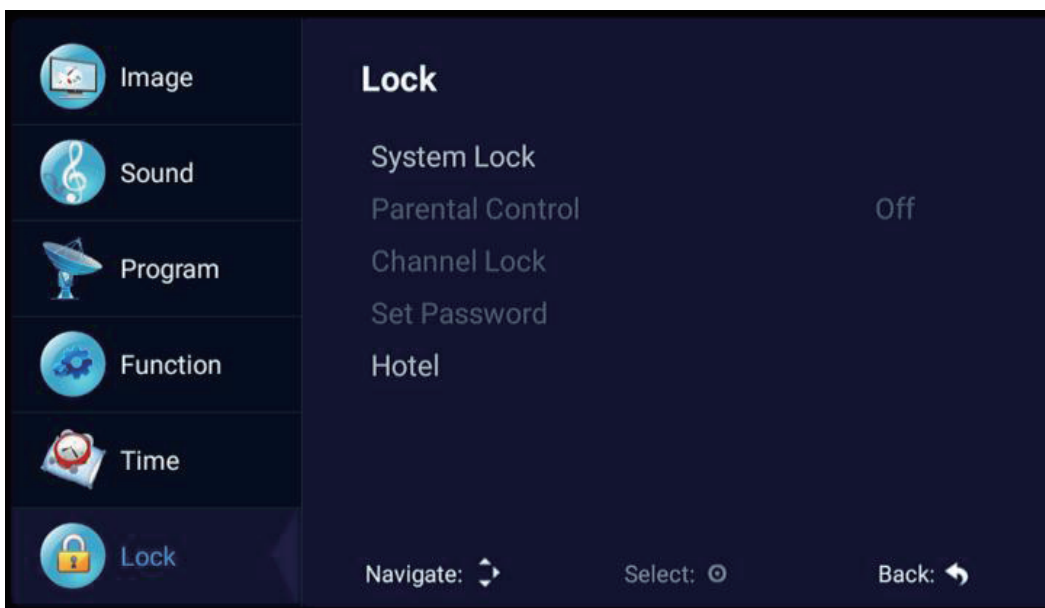 Image
Sound
Program
Function
Time
Lock
Lock
System Lock
Parental Control Off
Channel Lock
Set Password
Hotel
Navigate: Select: Back: